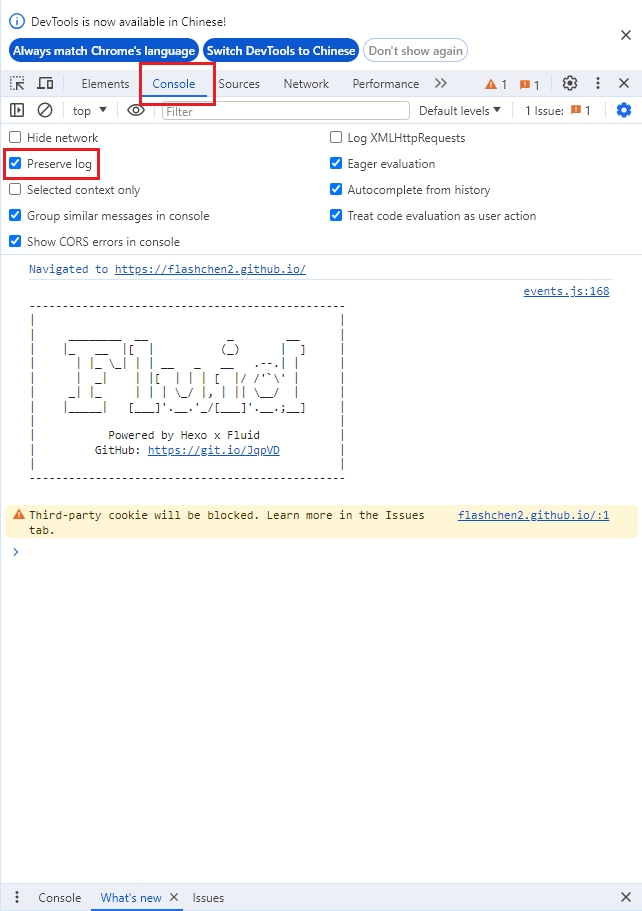 DevTools is now available in Chinese!
Always match Chrome's language Switch DevTools to Chinese Don't show again
Elements Console Sources Network Performance 1 1
top Filter Default levels 1 Issue: 1
Hide network Log XMLHttpRequests
Preserve log Eager evaluation
Selected context only Autocomplete from history
Group similar messages in console Treat code evaluation as user action
Show CORS errors in console
Navigated to https://flashchen2.github.io/
events.js:168
Fluid
Powered by Hexo x Fluid
GitHub: https://git.io/JqpVD
Third-party cookie will be blocked. Learn more in the Issues flashchen2.github.io/:1
tab.
Console What's new Issues